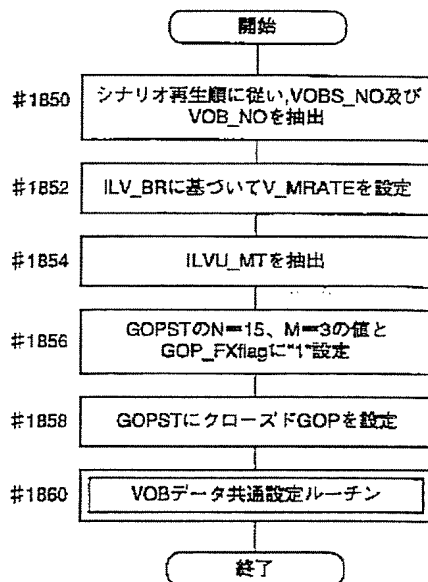 開始
#1850
シナリオ再生順に従い,VOBS_NO及び
VOB_NOを抽出
#1852
ILV_BRに基づいてV_MRATEを設定
#1854
ILVU_MTを抽出
#1856
GOPSTのN=15、M=3の値と
GOP_FXflagに"1"設定
#1858
GOPSTにクローズドGOPを設定
#1860
VOBデータ共通設定ルーチン
終了